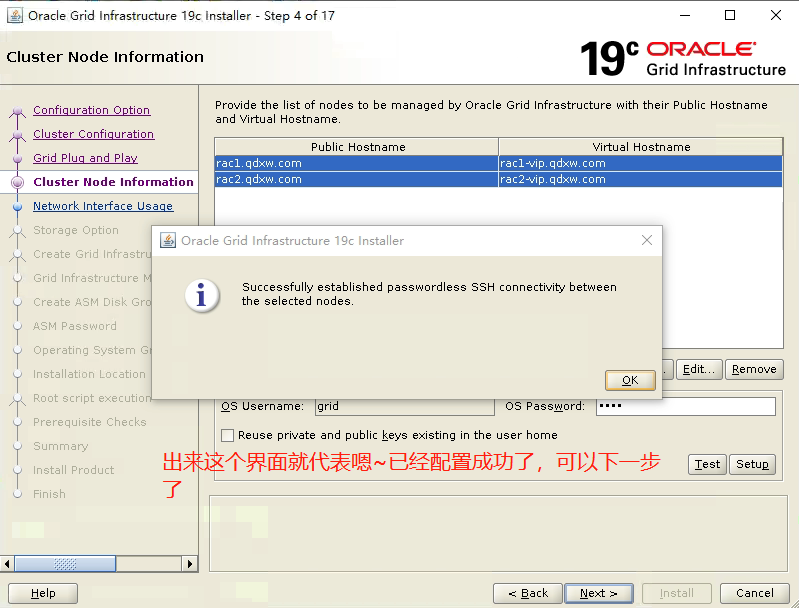 Oracle Grid Infrastructure 19c Installer - Step 4 of 17
Cluster Node Information
19c ORACLE
Grid Infrastructure
Configuration Option
Cluster Configuration
Grid Plug and Play
Cluster Node Information
Network Interface Usage
Storage Option
Create Grid Infrastru
Grid Infrastructure M
Create ASM Disk Gro
ASM Password
Operating System Gr
Installation Location
Root script execution
Prerequisite Checks
Summary
Install Product
Finish
Provide the list of nodes to be managed by Oracle Grid Infrastructure with their Public Hostname
and Virtual Hostname.
Public Hostname Virtual Hostname
rac1.qdxw.com rac1-vip.qdxw.com
rac2.qdxw.com rac2-vip.qdxw.com
Oracle Grid Infrastructure 19c Installer
Successfully established passwordless SSH connectivity between
the selected nodes.
OK
... Edit... Remove
OS Username: grid OS Password: ••••
Reuse private and public keys existing in the user home
出来这个界面就代表嗯~已经配置成功了，可以下一步
了
Test Setup
Help < Back Next > Install Cancel